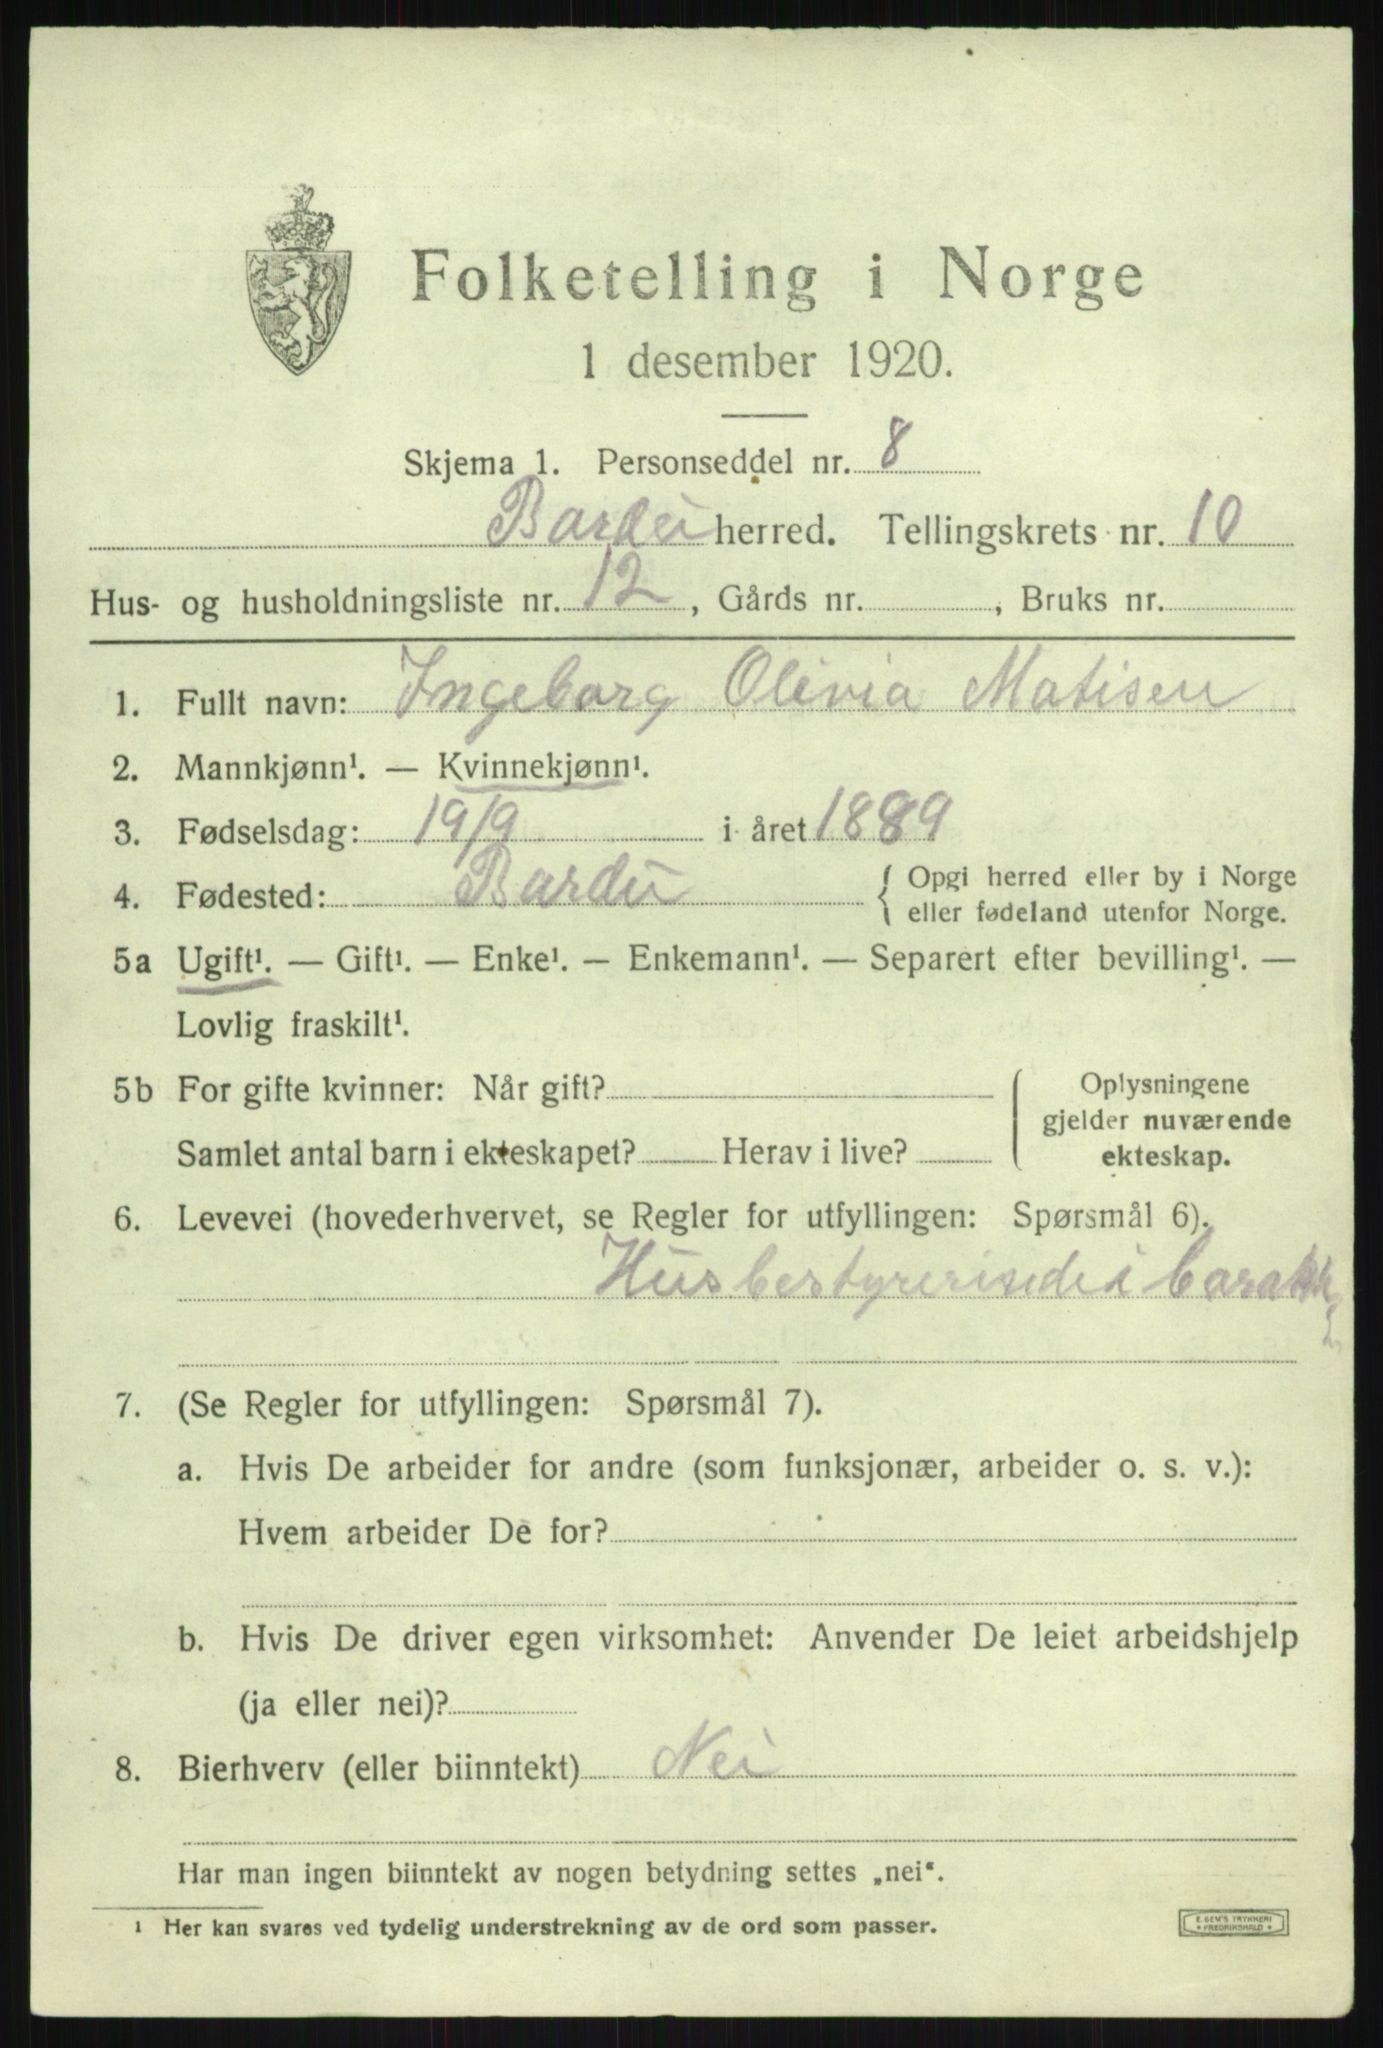 Folketelling i Norge
1 desember 1920.
Skjema 1. Personseddel nr. 8
Bardu herred. Tellingskrets nr. 10
Hus- og husholdningsliste nr. 12, Gårds nr. , Bruks nr.
1. Fullt navn: Ingeborg Olivia Matisen
2. Mannkjønn¹. — Kvinnekjønn¹.
3. Fødselsdag: 19/9 i året 1889
4. Fødested: Bardu { Opgi herred eller by i Norge
eller fødeland utenfor Norge.
5a Ugift¹. — Gift¹. — Enke¹. — Enkemann¹. — Separert efter bevilling¹. —
Lovlig fraskilt¹.
5b For gifte kvinner: Når gift? Oplysningene
gjelder nuværende
Samlet antal barn i ekteskapet? Herav i live? ekteskap.
6. Levevei (hovederhvervet, se Regler for utfyllingen: Spørsmål 6).
Husbestyrerinde i
7. (Se Regler for utfyllingen: Spørsmål 7).
a. Hvis De arbeider for andre (som funksjonær, arbeider o. s. v.):
Hvem arbeider De for?
b. Hvis De driver egen virksomhet: Anvender De leiet arbeidshjelp
(ja eller nei)?
8. Bierhverv (eller biinntekt) Nei
Har man ingen biinntekt av nogen betydning settes „nei“.
¹ Her kan svares ved tydelig understrekning av de ord som passer.
E. SEM'S TRYKKERI
* FREDRIKSHALD *